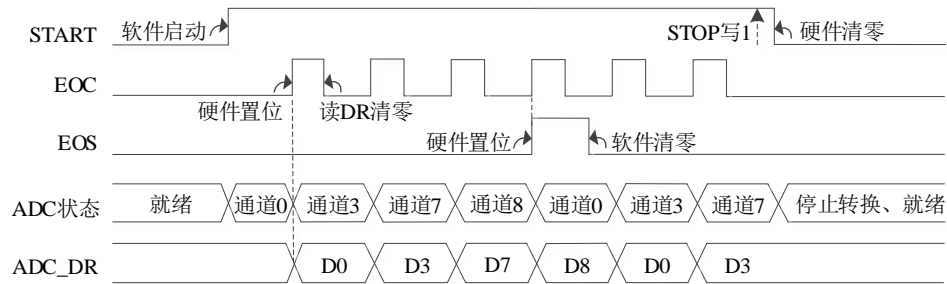 START 软件启动 STOP写1 硬件清零
EOC
硬件置位 读DR清零
EOS 硬件置位 软件清零
ADC状态 就绪 通道0 通道3 通道7 通道8 通道0 通道3 通道7 停止转换、就绪
ADC_DR D0 D3 D7 D8 D0 D3